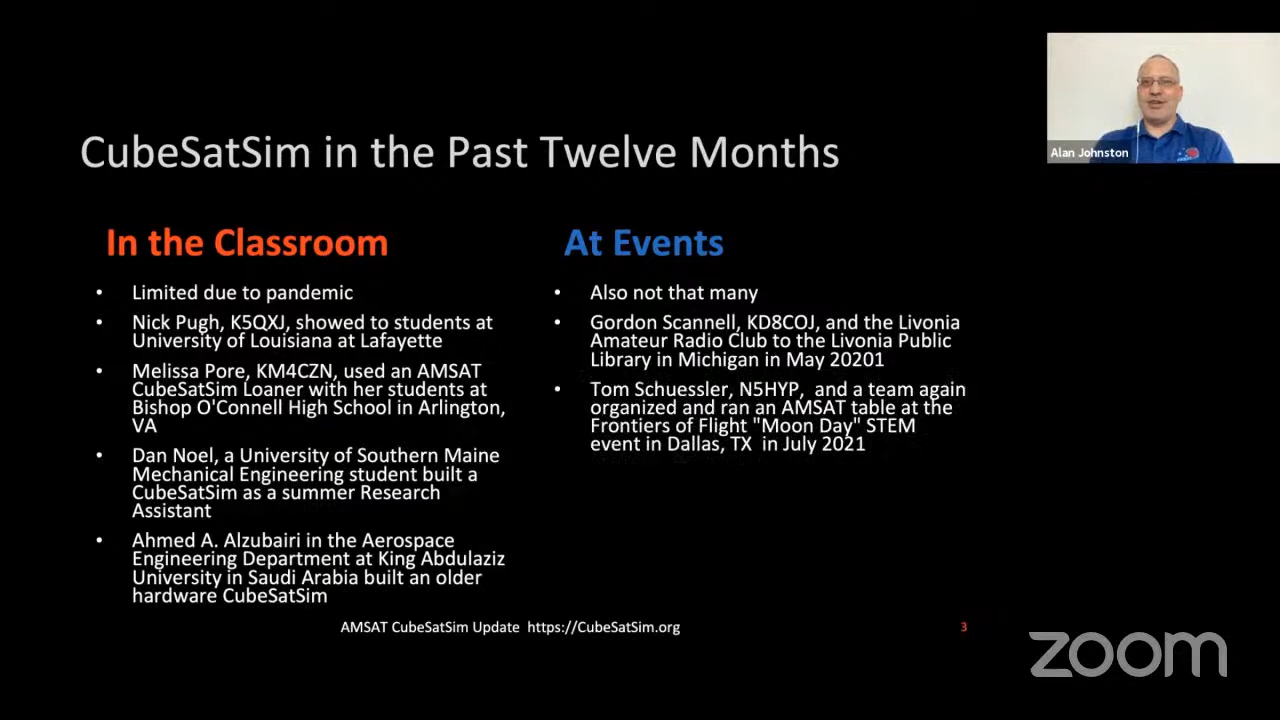 CubeSatSim in the Past Twelve Months
Alan Johnston
In the Classroom
• Limited due to pandemic
• Nick Pugh, K5QXJ, showed to students at
University of Louisiana at Lafayette
• Melissa Pore, KM4CZN, used an AMSAT
CubeSatSim Loaner with her students at
Bishop O'Connell High School in Arlington,
VA
• Dan Noel, a University of Southern Maine
Mechanical Engineering student built a
CubeSatSim as a summer Research
Assistant
• Ahmed A. Alzubairi in the Aerospace
Engineering Department at King Abdulaziz
University in Saudi Arabia built an older
hardware CubeSatSim
At Events
• Also not that many
• Gordon Scannell, KD8COJ, and the Livonia
Amateur Radio Club to the Livonia Public
Library in Michigan in May 20201
• Tom Schuessler, N5HYP, and a team again
organized and ran an AMSAT table at the
Frontiers of Flight "Moon Day" STEM
event in Dallas, TX in July 2021
AMSAT CubeSatSim Update https://CubeSatSim.org
3
zoom